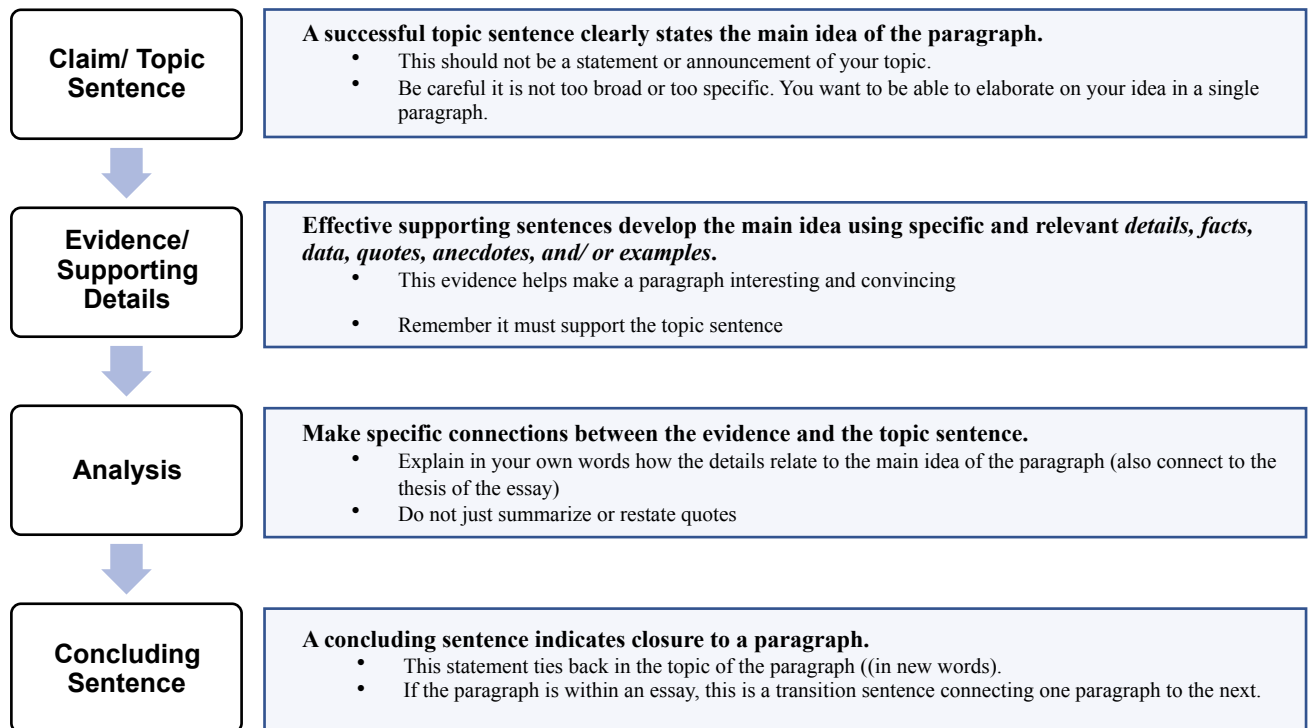 Claim/ Topic
Sentence
A successful topic sentence clearly states the main idea of the paragraph.
• This should not be a statement or announcement of your topic.
• Be careful it is not too broad or too specific. You want to be able to elaborate on your idea in a single
paragraph.
Evidence/
Supporting
Details
Effective supporting sentences develop the main idea using specific and relevant details, facts,
data, quotes, anecdotes, and/ or examples.
• This evidence helps make a paragraph interesting and convincing
• Remember it must support the topic sentence
Analysis
Make specific connections between the evidence and the topic sentence.
• Explain in your own words how the details relate to the main idea of the paragraph (also connect to the
thesis of the essay)
• Do not just summarize or restate quotes
Concluding
Sentence
A concluding sentence indicates closure to a paragraph.
• This statement ties back in the topic of the paragraph ((in new words).
• If the paragraph is within an essay, this is a transition sentence connecting one paragraph to the next.